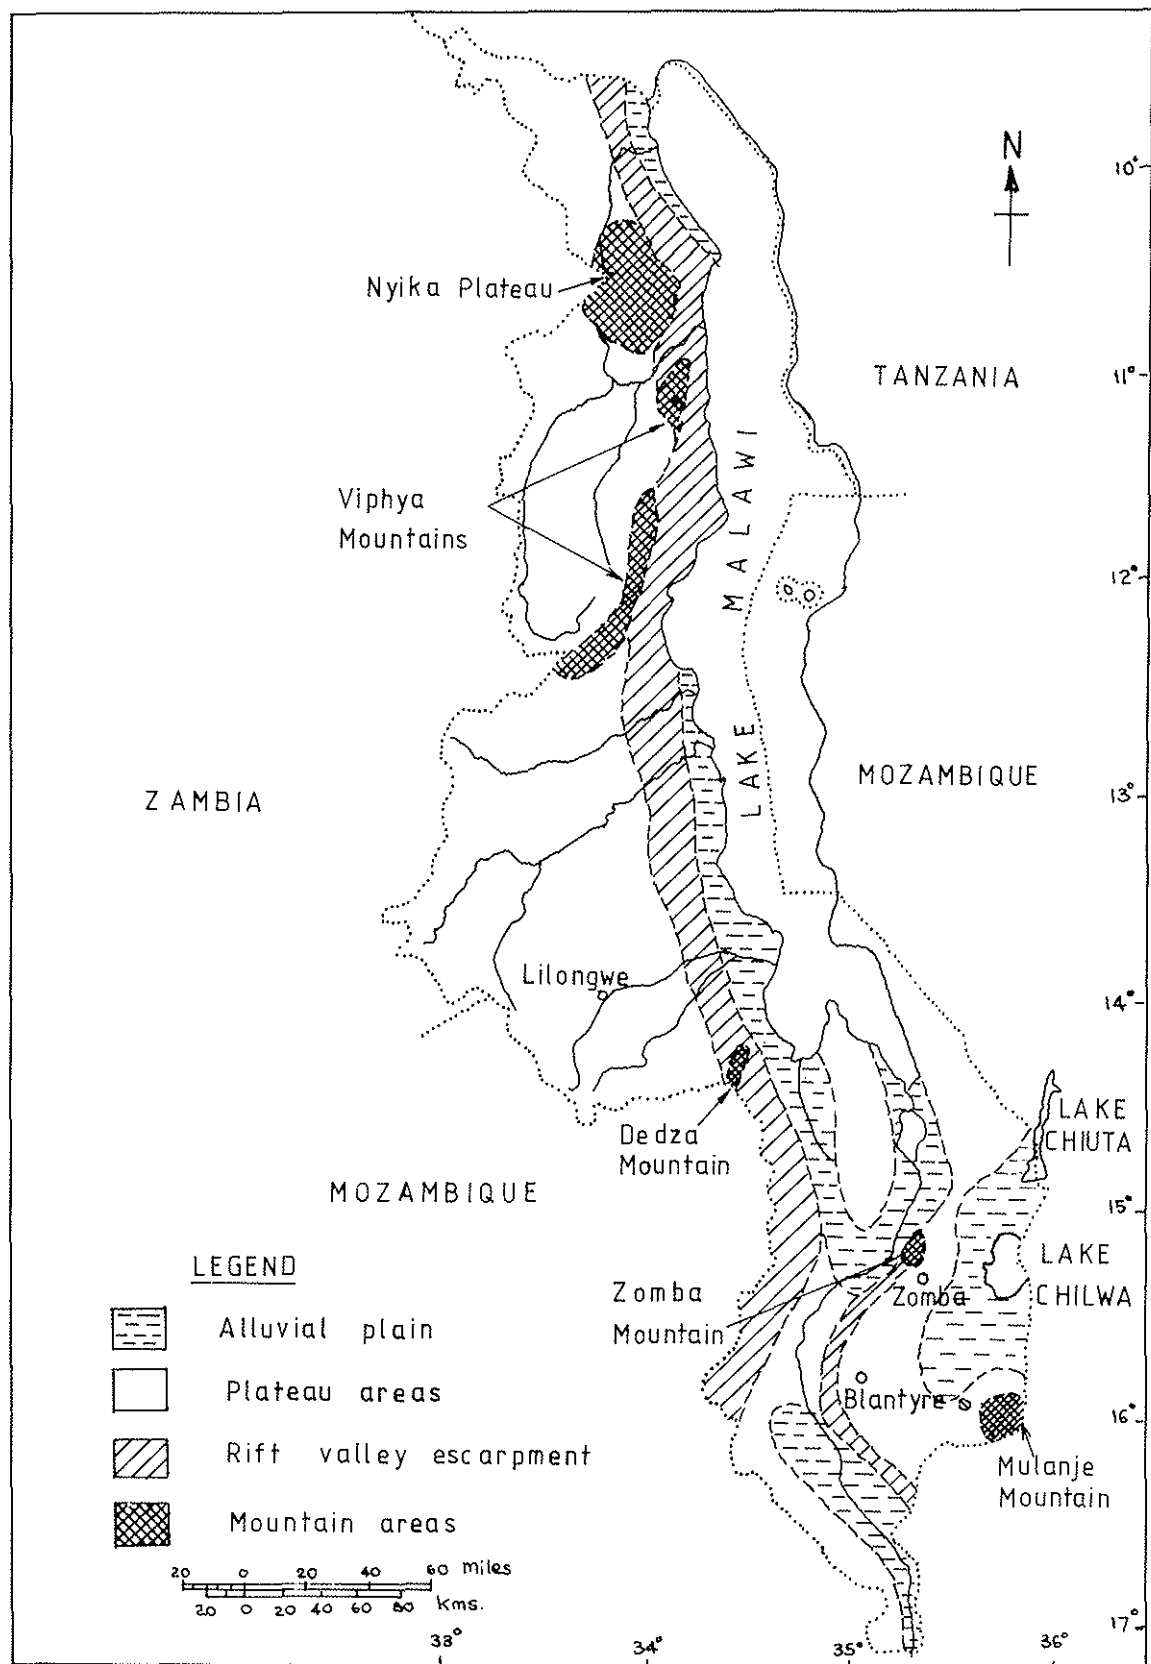 N
10°
Nyika Plateau
TANZANIA
11°
Viphya
Mountains
LAKE MALAWI
12°
ZAMBIA
MOZAMBIQUE
13°
Lilongwe
14°
Dedza
Mountain
LAKE
CHIUTA
MOZAMBIQUE
15°
LEGEND
Alluvial plain
Plateau areas
Rift valley escarpment
Mountain areas
Zomba
Mountain
Zomba
LAKE
CHILWA
Blantyre
16°
Mulanje
Mountain
20 0 20 40 60 miles
20 0 20 40 60 80 kms.
17°
33° 34° 35° 36°